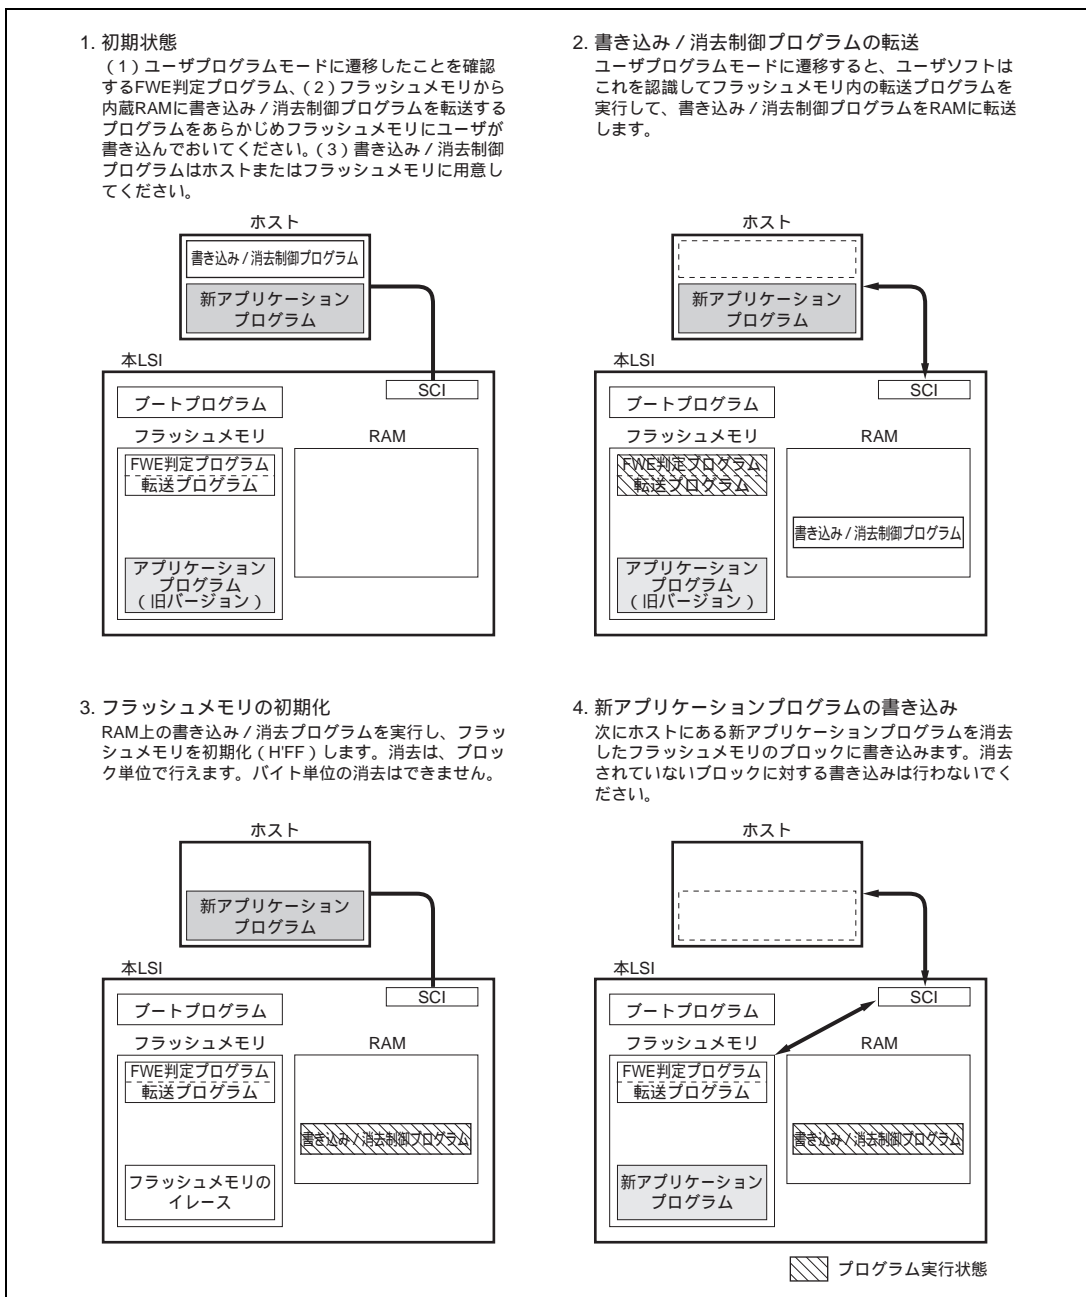 1. 初期状態
（1）ユーザプログラムモードに遷移したことを確認
するFWE判定プログラム、（2）フラッシュメモリから
内蔵RAMに書き込み / 消去制御プログラムを転送する
プログラムをあらかじめフラッシュメモリにユーザが
書き込んでおいてください。（3）書き込み / 消去制御
プログラムはホストまたはフラッシュメモリに用意し
てください。
ホスト
書き込み / 消去制御プログラム
新アプリケーション
プログラム
本LSI
SCI
ブートプログラム
フラッシュメモリ
RAM
FWE判定プログラム
転送プログラム
アプリケーション
プログラム
（旧バージョン）
2. 書き込み / 消去制御プログラムの転送
ユーザプログラムモードに遷移すると、ユーザソフトは
これを認識してフラッシュメモリ内の転送プログラムを
実行して、書き込み / 消去制御プログラムをRAMに転送
します。
ホスト
新アプリケーション
プログラム
本LSI
SCI
ブートプログラム
フラッシュメモリ
RAM
FWE判定プログラム
転送プログラム
書き込み / 消去制御プログラム
アプリケーション
プログラム
（旧バージョン）
3. フラッシュメモリの初期化
RAM上の書き込み / 消去プログラムを実行し、フラッ
シュメモリを初期化（H'FF）します。消去は、ブロッ
ク単位で行えます。バイト単位の消去はできません。
ホスト
新アプリケーション
プログラム
本LSI
SCI
ブートプログラム
フラッシュメモリ
RAM
FWE判定プログラム
転送プログラム
書き込み / 消去制御プログラム
フラッシュメモリの
イレース
4. 新アプリケーションプログラムの書き込み
次にホストにある新アプリケーションプログラムを消去
したフラッシュメモリのブロックに書き込みます。消去
されていないブロックに対する書き込みは行わないでく
ださい。
ホスト
本LSI
SCI
ブートプログラム
フラッシュメモリ
RAM
FWE判定プログラム
転送プログラム
書き込み / 消去制御プログラム
新アプリケーション
プログラム
プログラム実行状態